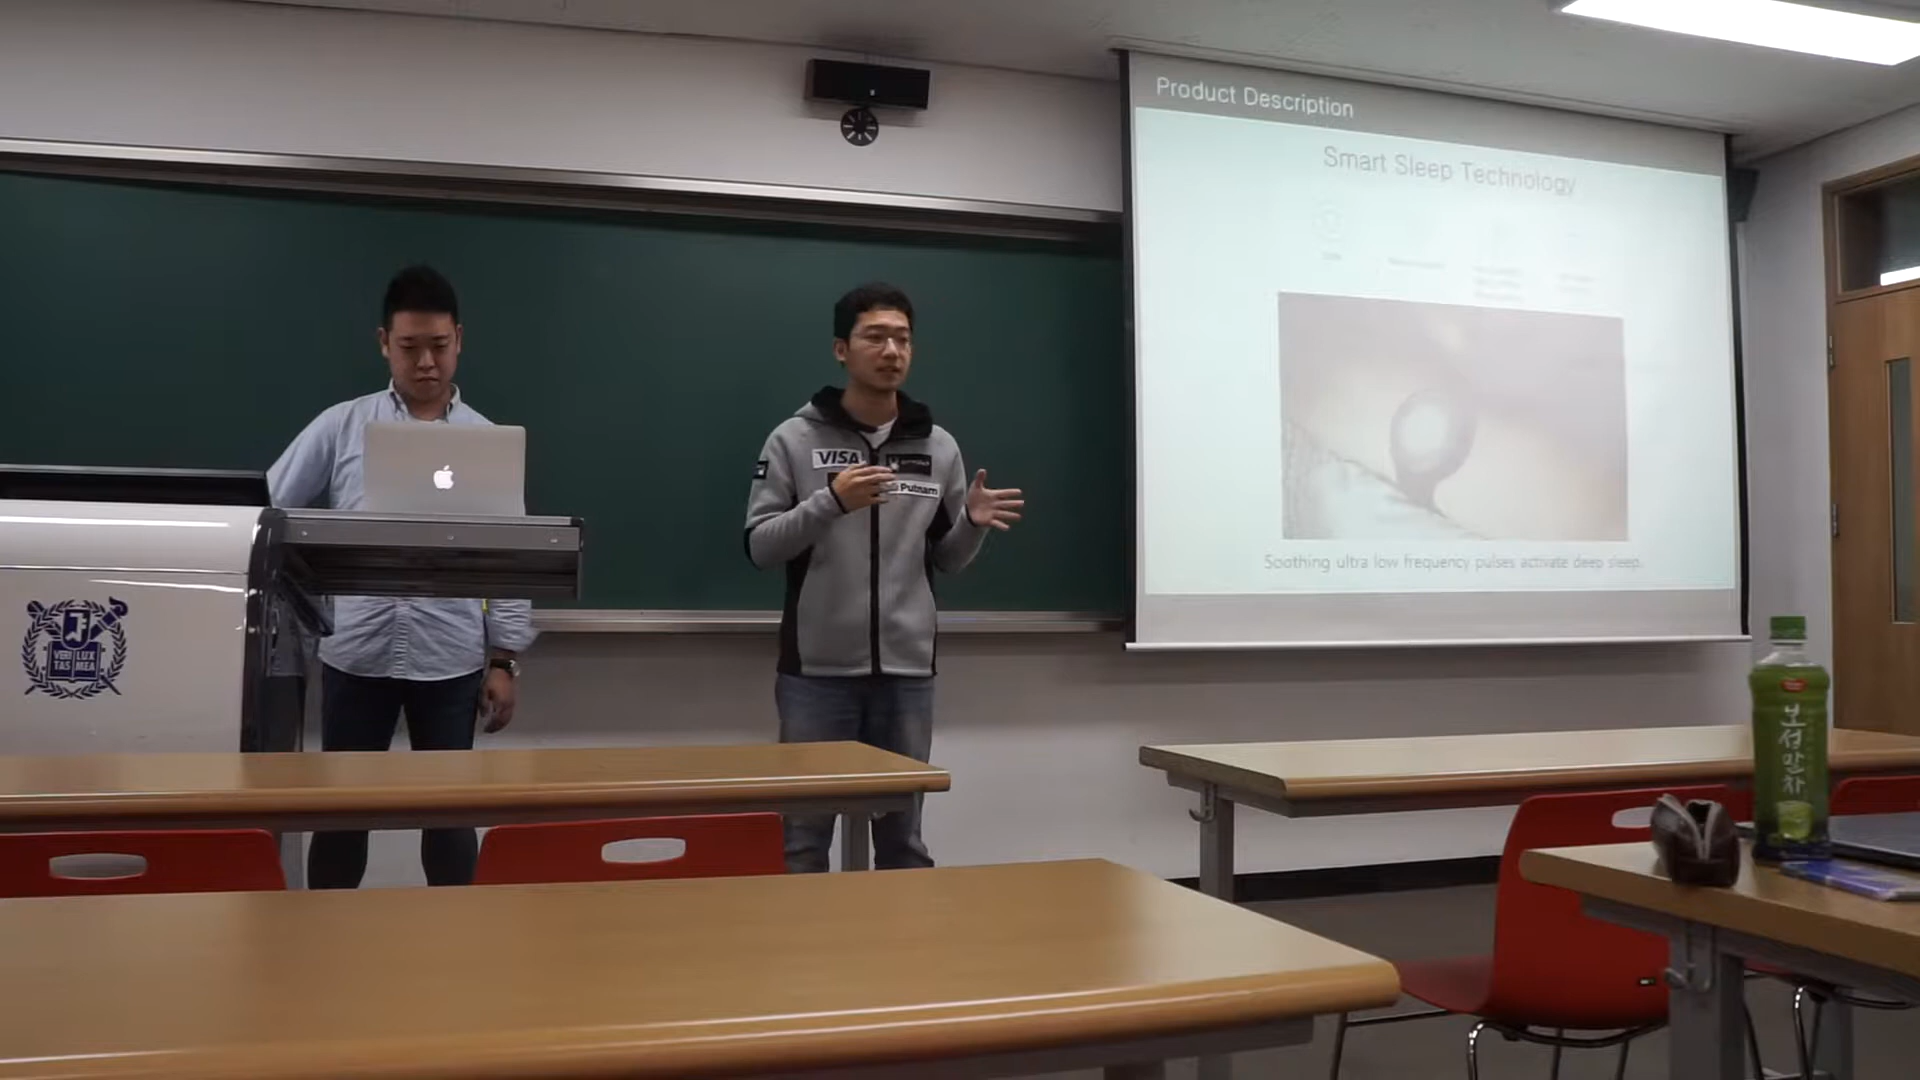 Product Description
Smart Sleep Technology
Soothing ultra low frequency pulses activate deep sleep.
VISA
Putnam
VERI LUX
TAS MEA
보성말차